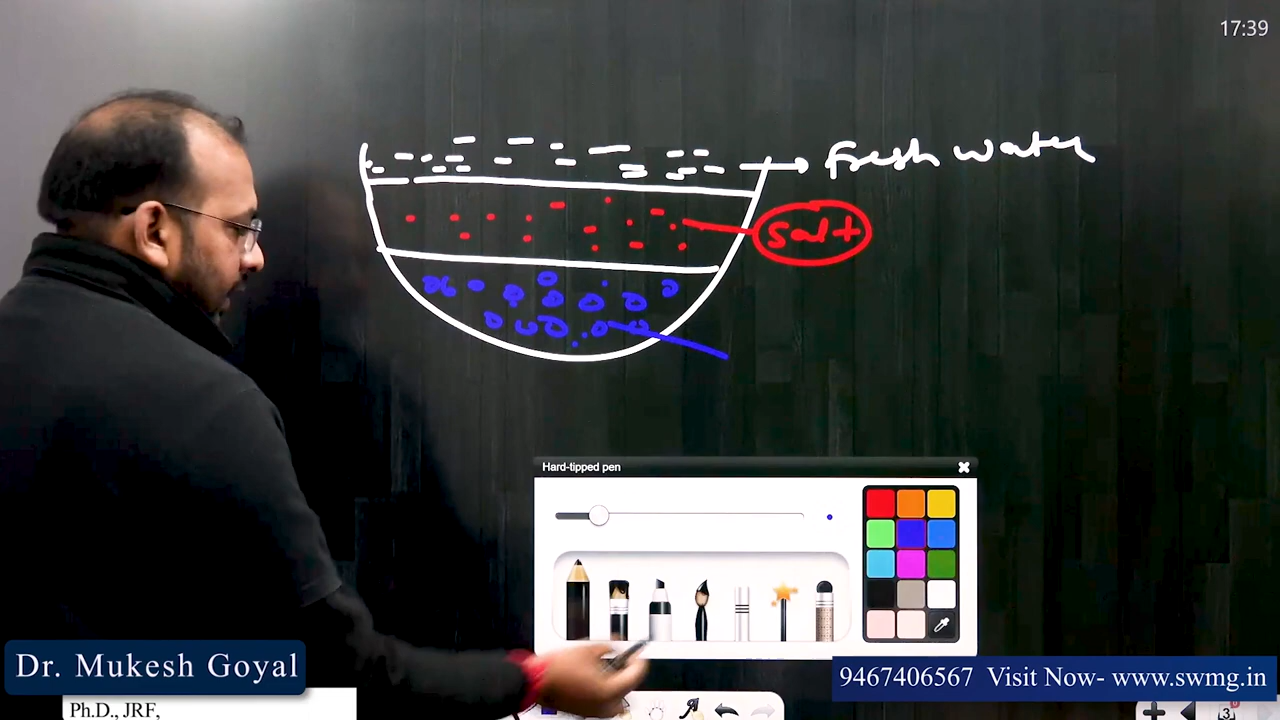 17:39
Fresh water
Salt
Hard-tipped pen
Dr. Mukesh Goyal
9467406567 Visit Now- www.swmg.in
Ph.D., JRF,
3